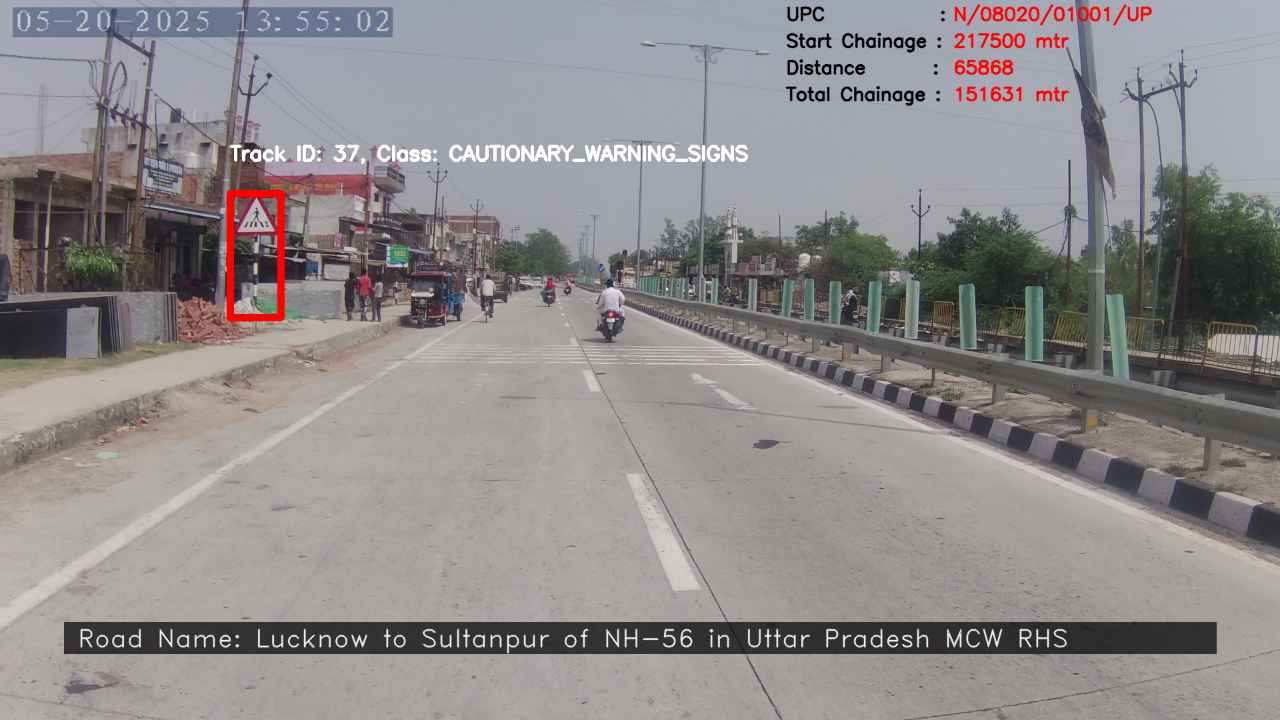 05-20-2025 13:55:02
UPC : N/08020/01001/UP
Start Chainage : 217500 mtr
Distance : 65868
Total Chainage : 151631 mtr
Track ID: 37, Class: CAUTIONARY_WARNING_SIGNS
Road Name: Lucknow to Sultanpur of NH-56 in Uttar Pradesh MCW RHS